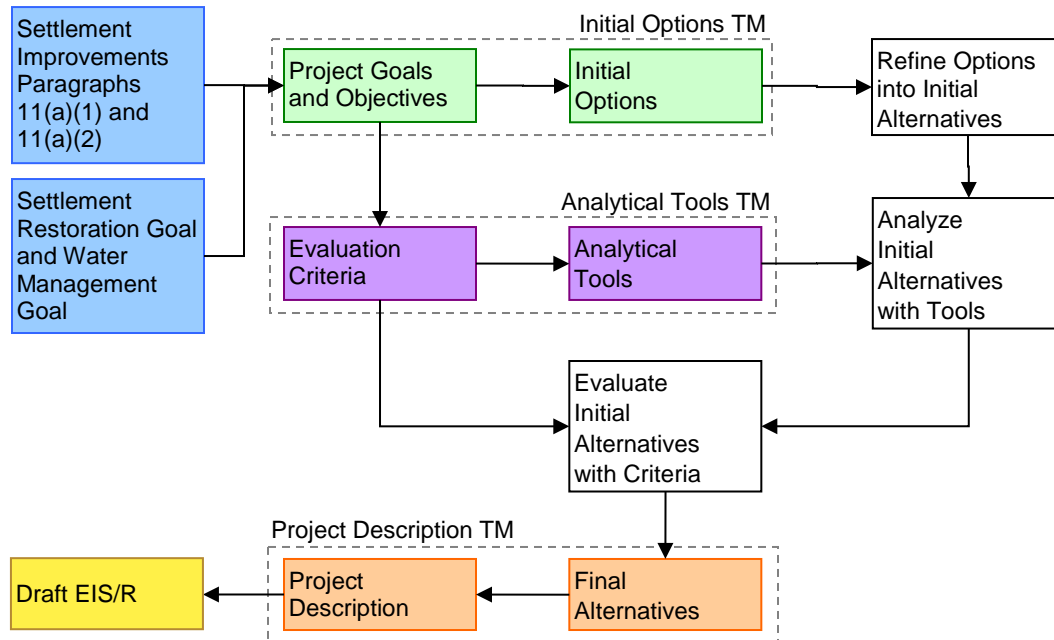 Settlement
Improvements
Paragraphs
11(a)(1) and
11(a)(2)
Settlement
Restoration Goal
and Water
Management
Goal
Initial Options TM
Project Goals
and Objectives
Initial
Options
Refine Options
into Initial
Alternatives
Analytical Tools TM
Evaluation
Criteria
Analytical
Tools
Analyze
Initial
Alternatives
with Tools
Evaluate
Initial
Alternatives
with Criteria
Project Description TM
Final
Alternatives
Project
Description
Draft EIS/R